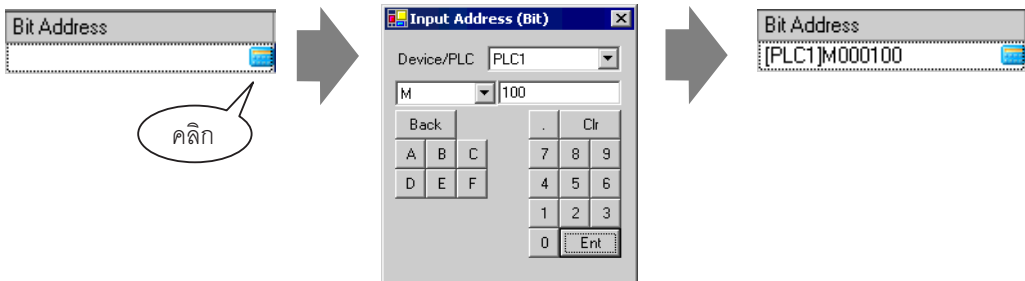 Bit Address
คลิก
Input Address (Bit)
Device/PLC PLC1
M 100
Back . Clr
A B C 7 8 9
D E F 4 5 6
1 2 3
0 Ent
Bit Address
[PLC1]M000100